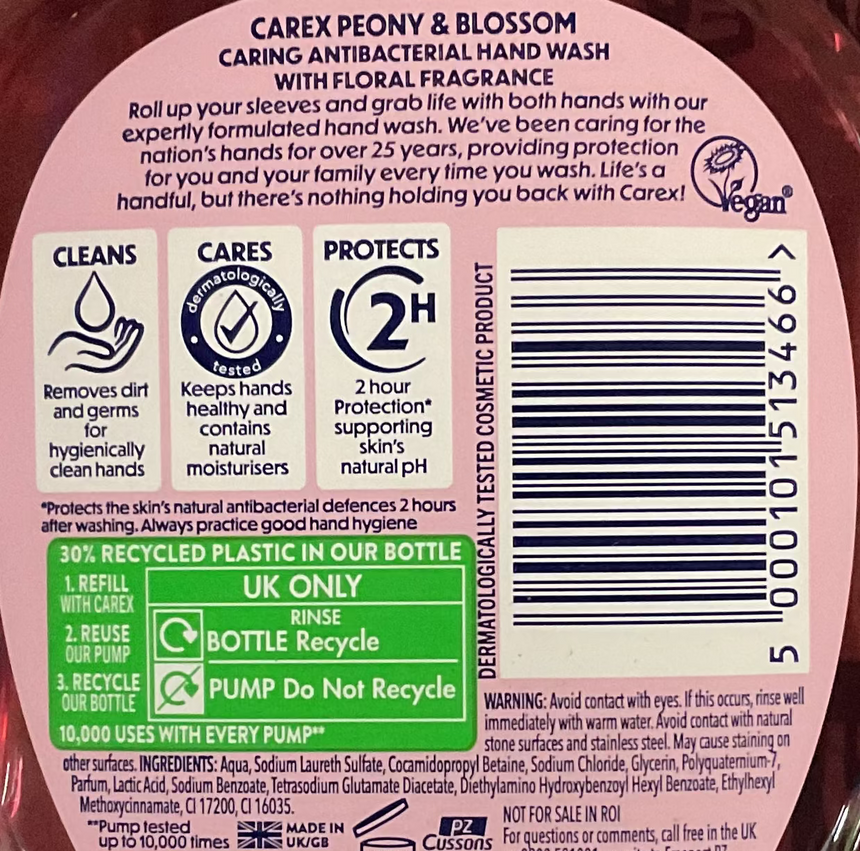 CAREX PEONY & BLOSSOM
CARING ANTIBACTERIAL HAND WASH
WITH FLORAL FRAGRANCE
Roll up your sleeves and grab life with both hands with our
expertly formulated hand wash. We've been caring for the
nation's hands for over 25 years, providing protection
for you and your family every time you wash. Life's a
handful, but there's nothing holding you back with Carex!
Vegan®
CLEANS
Removes dirt
and germs
for
hygienically
clean hands
CARES
dermatologically
tested
Keeps hands
healthy and
contains
natural
moisturisers
PROTECTS
2H
2 hour
Protection*
supporting
skin's
natural pH
DERMATOLOGICALLY TESTED COSMETIC PRODUCT
5 000101 513466 >
*Protects the skin's natural antibacterial defences 2 hours
after washing. Always practice good hand hygiene
30% RECYCLED PLASTIC IN OUR BOTTLE
1. REFILL
WITH CAREX
2. REUSE
OUR PUMP
3. RECYCLE
OUR BOTTLE
UK ONLY
RINSE
BOTTLE Recycle
PUMP Do Not Recycle
10,000 USES WITH EVERY PUMP**
WARNING: Avoid contact with eyes. If this occurs, rinse well
immediately with warm water. Avoid contact with natural
stone surfaces and stainless steel. May cause staining on
other surfaces. INGREDIENTS: Aqua, Sodium Laureth Sulfate, Cocamidopropyl Betaine, Sodium Chloride, Glycerin, Polyquaternium-7,
Parfum, Lactic Acid, Sodium Benzoate, Tetrasodium Glutamate Diacetate, Diethylamino Hydroxybenzoyl Hexyl Benzoate, Ethylhexyl
Methoxycinnamate, CI 17200, CI 16035.
**Pump tested
up to 10,000 times
MADE IN
UK/GB
PZ
Cussons
NOT FOR SALE IN ROI
For questions or comments, call free in the UK